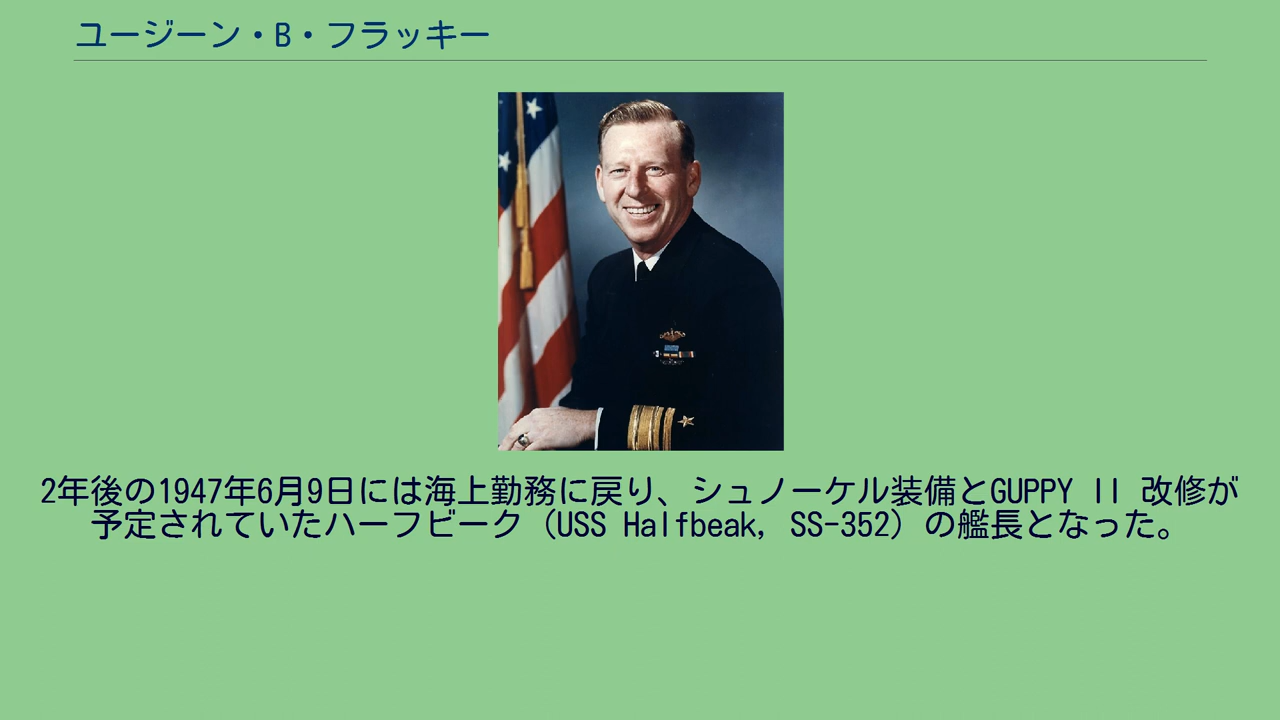 ユージーン・B・フラッキー
2年後の1947年6月9日には海上勤務に戻り、シュノーケル装備とGUPPY II 改修が
予定されていたハーフビーク（USS Halfbeak, SS-352）の艦長となった。